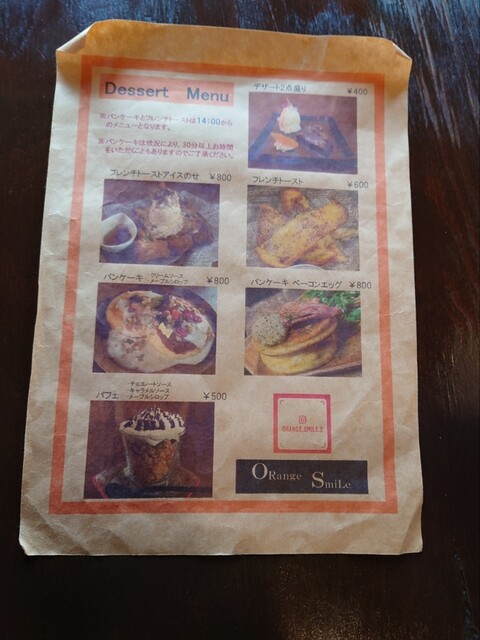 Dessert Menu
※パンケーキとフレンチトーストは14:00から
のメニューとなります。
※パンケーキは状況により、30分以上お時間
をいただくこともありますのでご了承ください。
デザート2点盛り ¥400
フレンチトーストアイスのせ ¥800
フレンチトースト ¥600
パンケーキ ・クリームソース
・メープルシロップ ¥800
パンケーキ ベーコンエッグ ¥800
パフェ ・チョコレートソース
・キャラメルソース
・メープルシロップ ¥500
ORange SmiLe